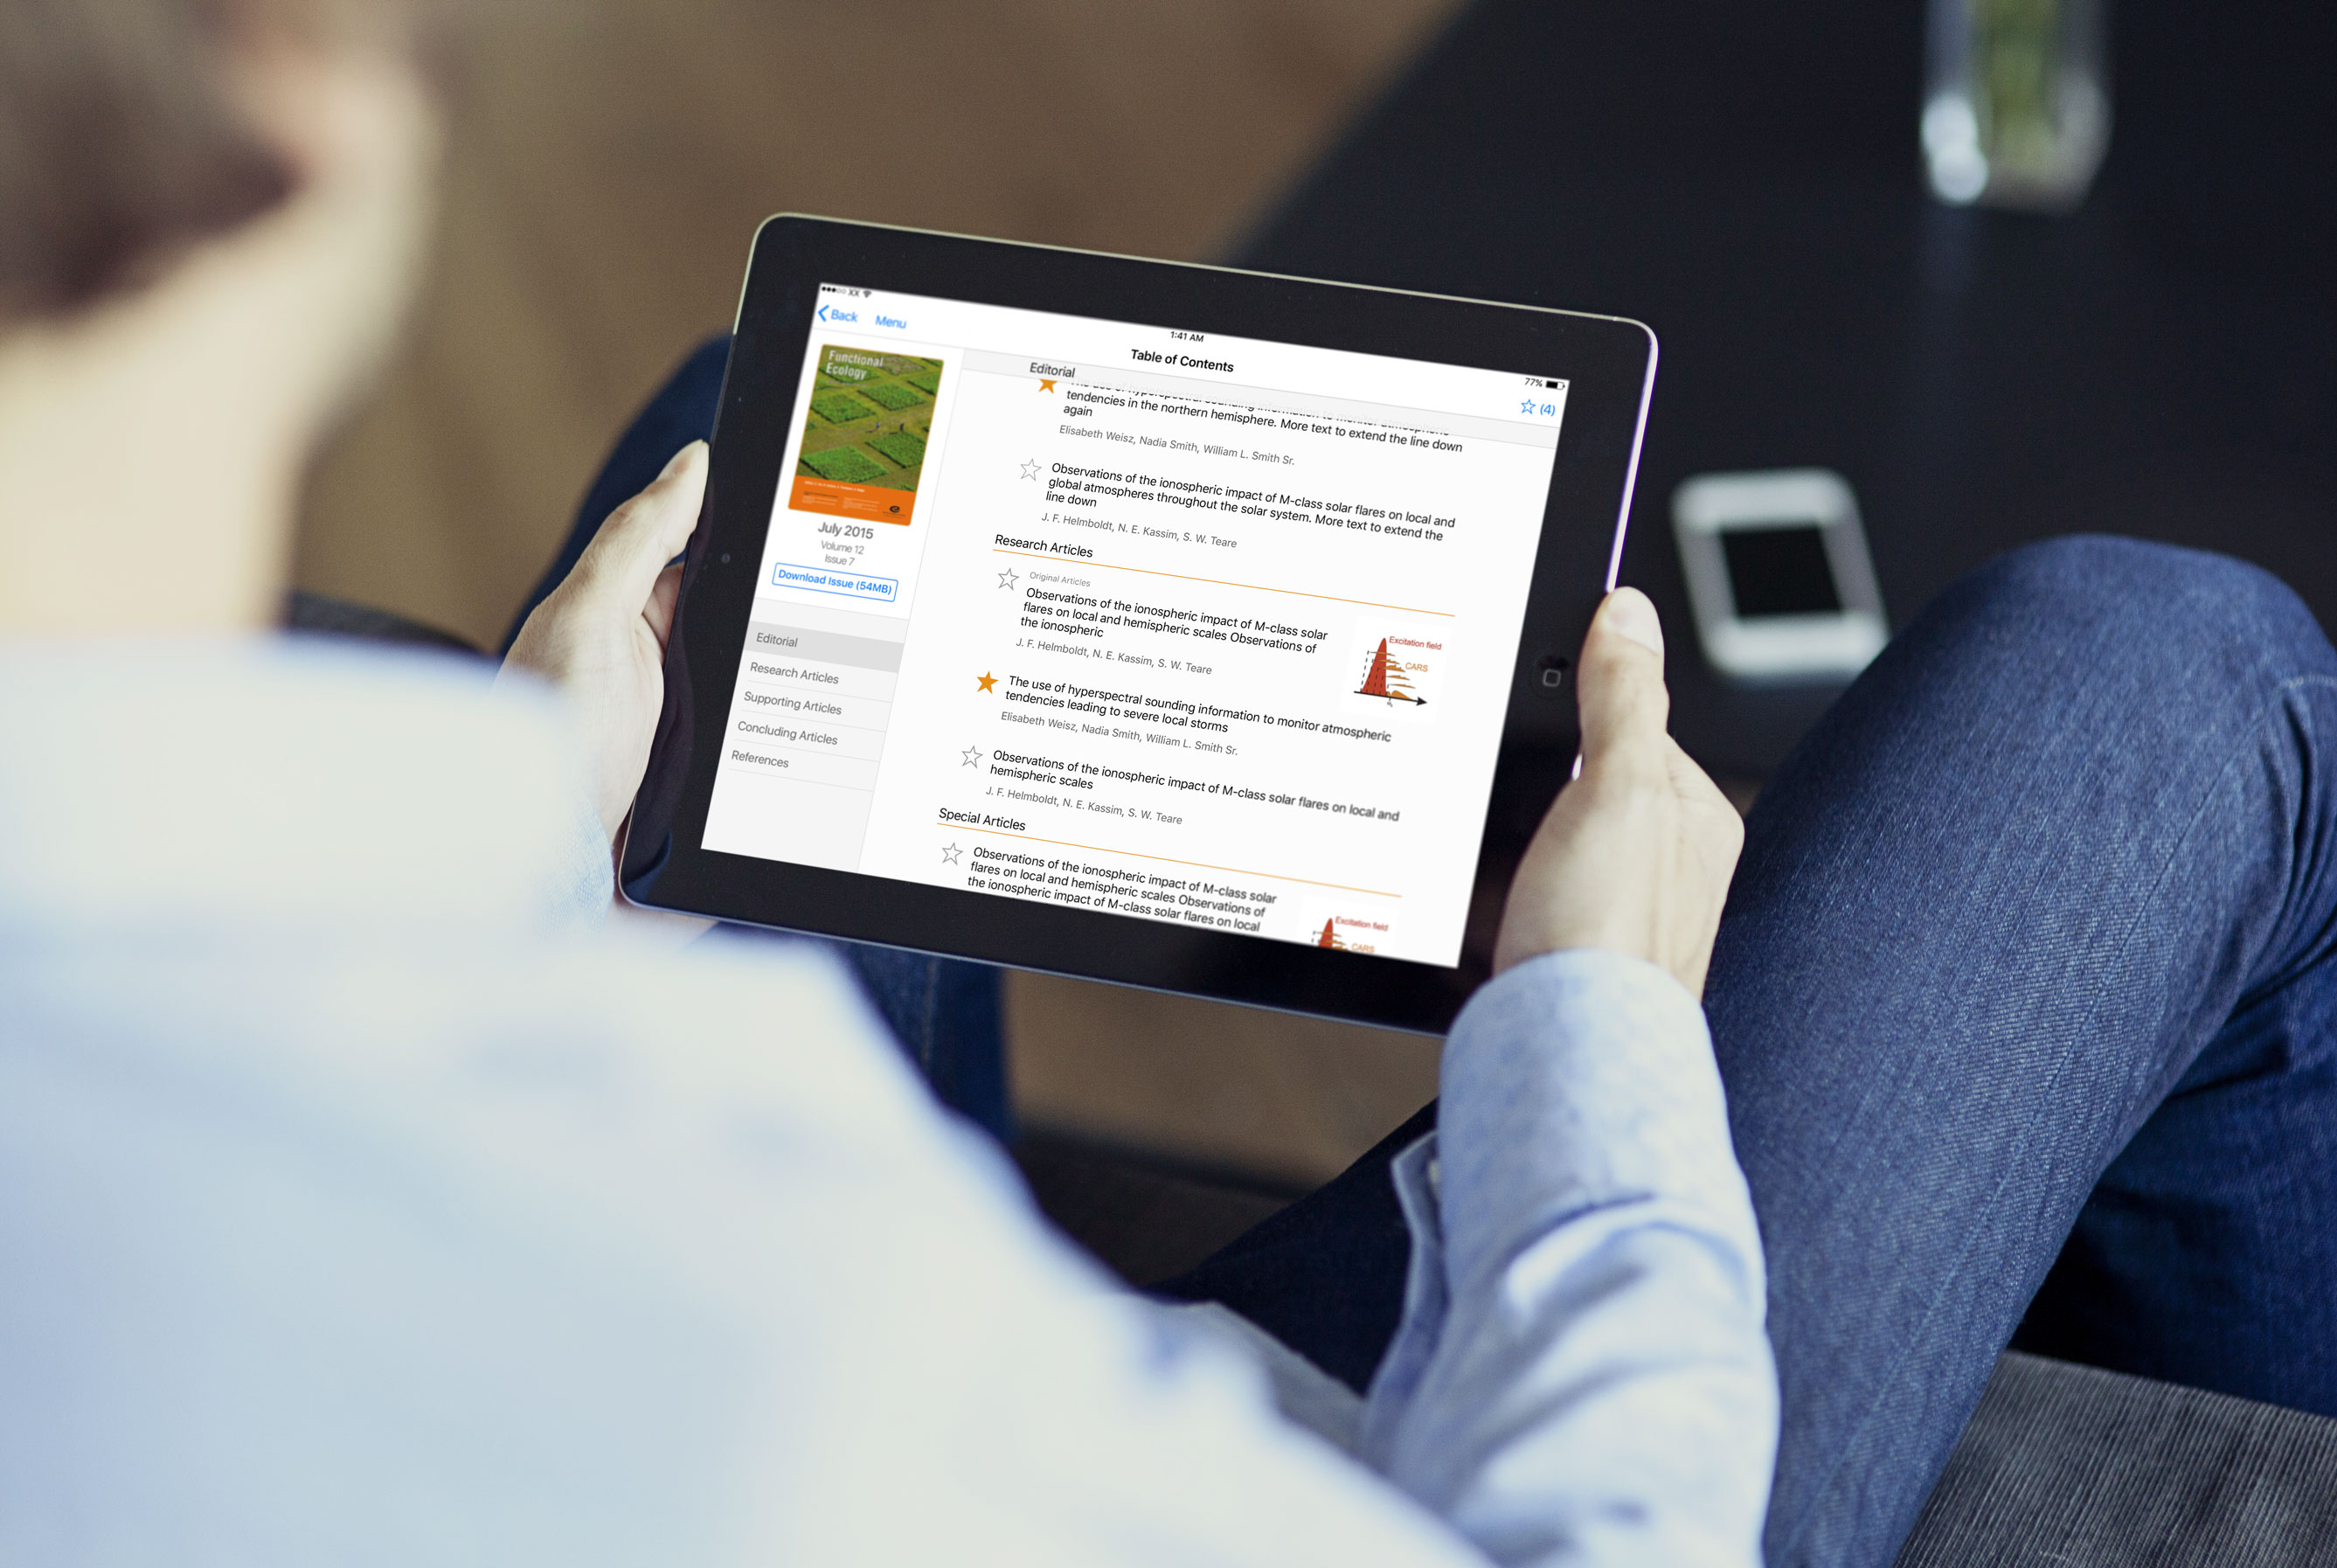 XX
1:41 AM
77%
Back
Menu
Table of Contents
(4)
Functional
Ecology
July 2015
Volume 12
Issue 7
Download Issue (54MB)
Editorial
Research Articles
Supporting Articles
Concluding Articles
References
Editorial
The use of hyperspectral sounding information to monitor atmospheric
tendencies in the northern hemisphere. More text to extend the line down
again
Elisabeth Weisz, Nadia Smith, William L. Smith Sr.
Observations of the ionospheric impact of M-class solar flares on local and
global atmospheres throughout the solar system. More text to extend the
line down
J. F. Helmboldt, N. E. Kassim, S. W. Teare
Research Articles
Original Articles
Observations of the ionospheric impact of M-class solar
flares on local and hemispheric scales Observations of
the ionospheric
J. F. Helmboldt, N. E. Kassim, S. W. Teare
Excitation field
CARS
The use of hyperspectral sounding information to monitor atmospheric
tendencies leading to severe local storms
Elisabeth Weisz, Nadia Smith, William L. Smith Sr.
Observations of the ionospheric impact of M-class solar flares on local and
hemispheric scales
J. F. Helmboldt, N. E. Kassim, S. W. Teare
Special Articles
Observations of the ionospheric impact of M-class solar
flares on local and hemispheric scales Observations of
the ionospheric impact of M-class solar flares on local
Excitation field
CARS